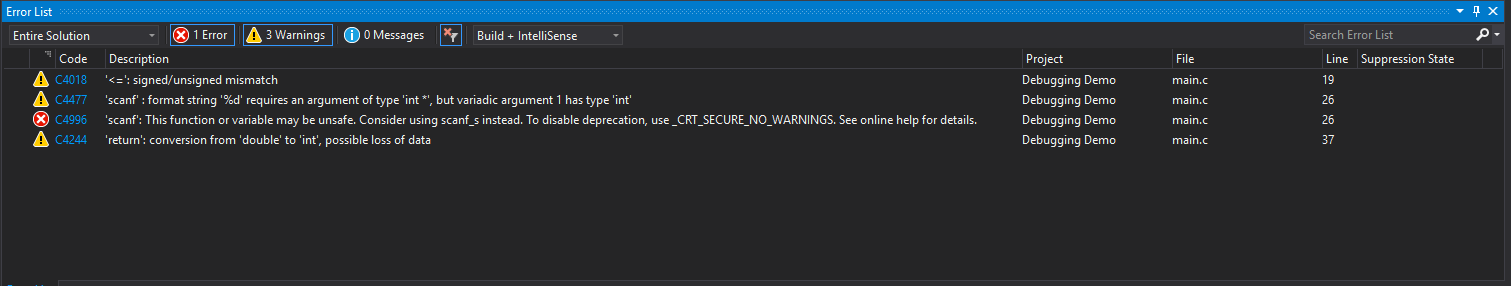 Error List
Entire Solution 1 Error 3 Warnings 0 Messages Build + IntelliSense Search Error List
Code Description Project File Line Suppression State
C4018 '<=': signed/unsigned mismatch Debugging Demo main.c 19
C4477 'scanf' : format string '%d' requires an argument of type 'int *', but variadic argument 1 has type 'int' Debugging Demo main.c 26
C4996 'scanf': This function or variable may be unsafe. Consider using scanf_s instead. To disable deprecation, use _CRT_SECURE_NO_WARNINGS. See online help for details. Debugging Demo main.c 26
C4244 'return': conversion from 'double' to 'int', possible loss of data Debugging Demo main.c 37